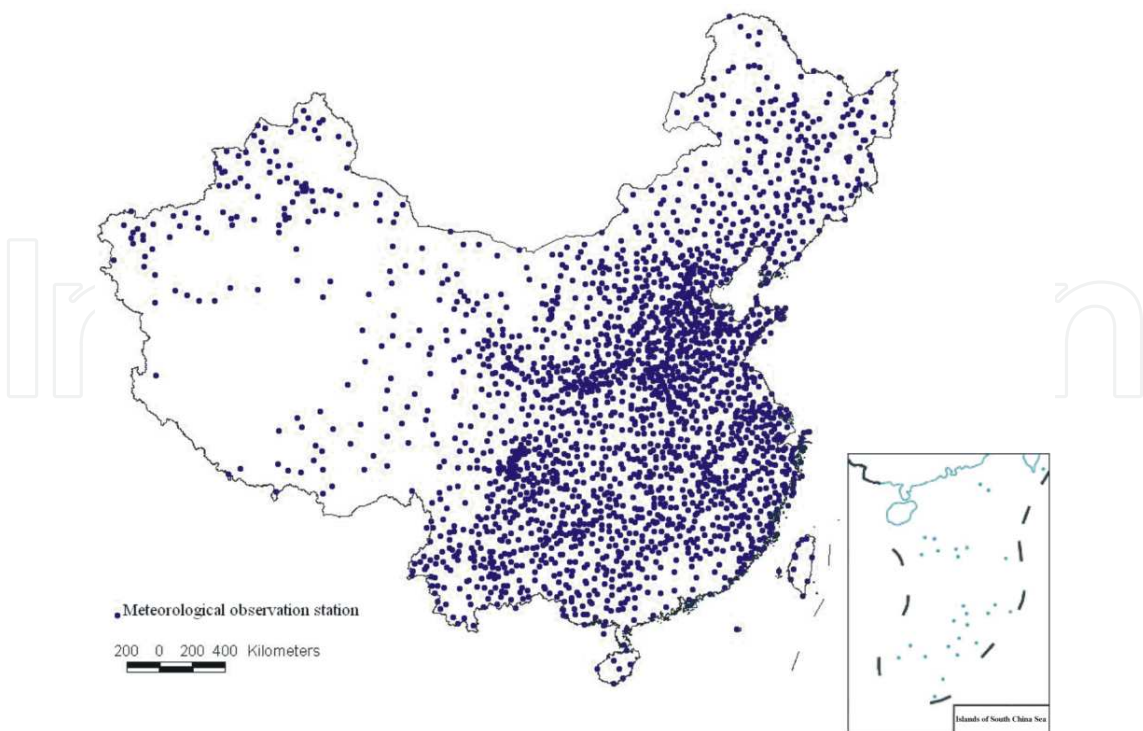 Meteorological observation station
200 0 200 400 Kilometers
Islands of South China Sea